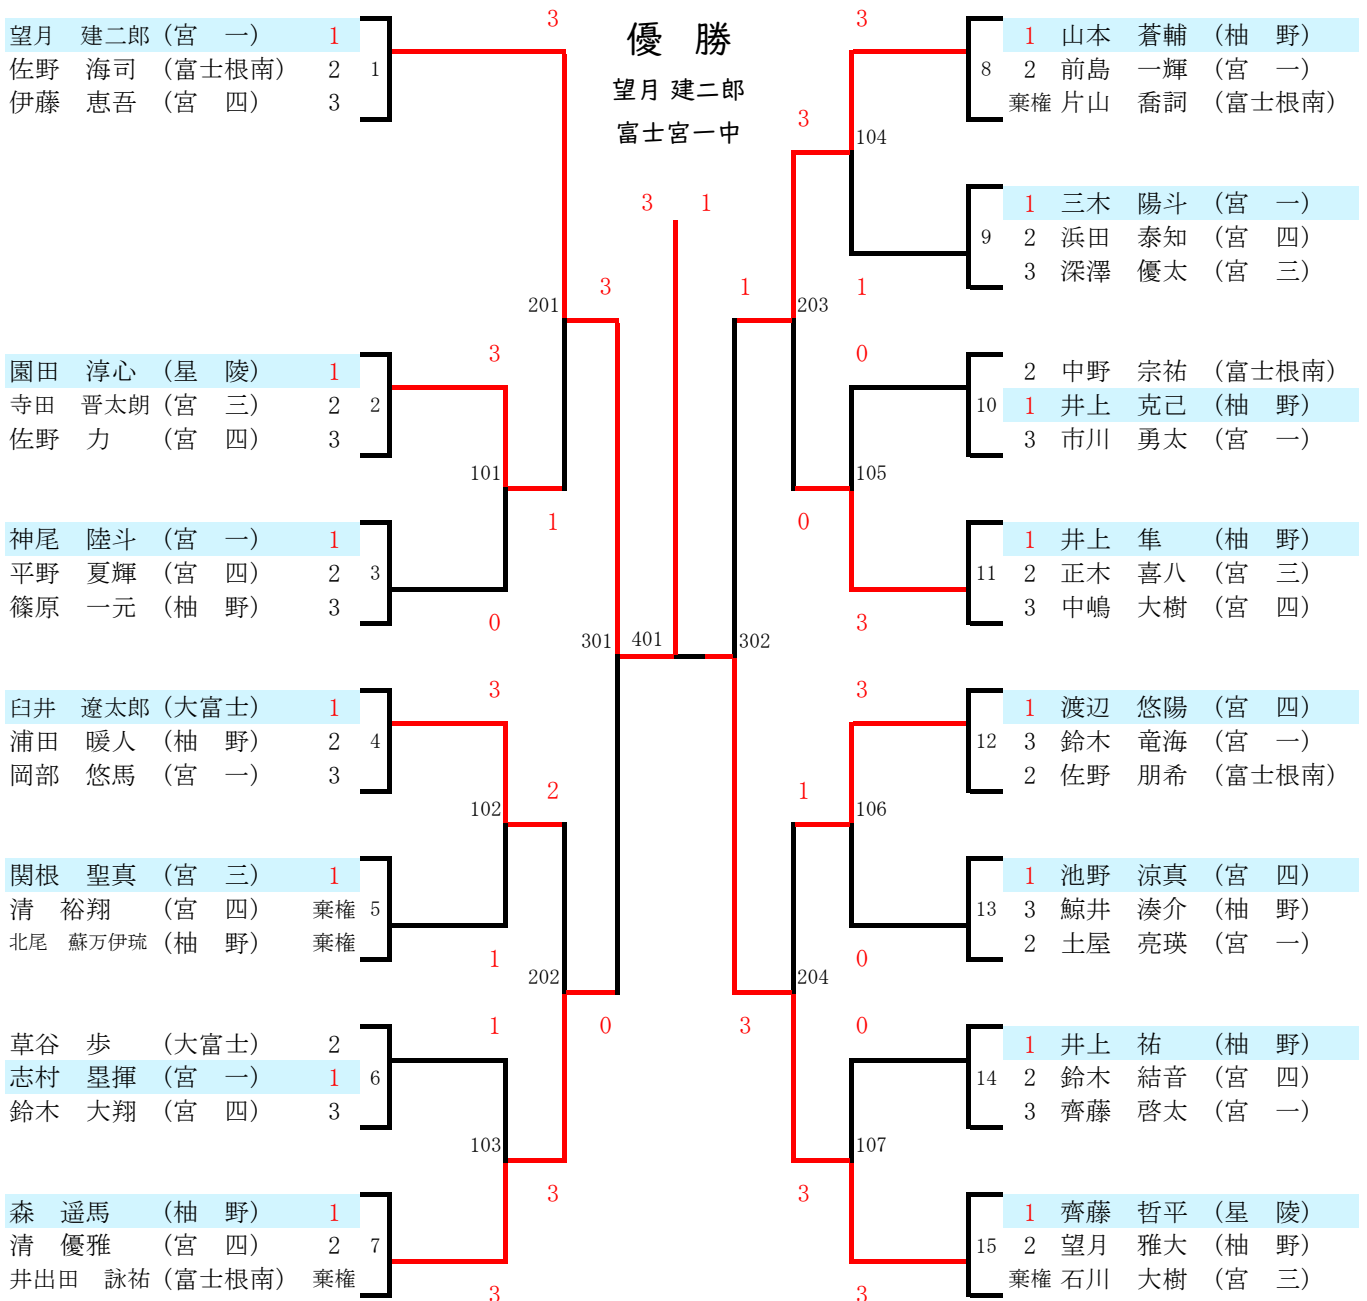 優　勝
望月 建二郎
富士宮一中
3　1
望月　建二郎（宮　一）　1
佐野　海司（富士根南）　2
伊藤　恵吾（宮　四）　3
1
3
園田　淳心（星　陵）　1
寺田　晋太朗（宮　三）　2
佐野　力（宮　四）　3
2
3
神尾　陸斗（宮　一）　1
平野　夏輝（宮　四）　2
篠原　一元（柚　野）　3
3
0
101
1
201
3
臼井　遼太郎（大富士）　1
浦田　暖人（柚　野）　2
岡部　悠馬（宮　一）　3
4
3
関根　聖真（宮　三）　1
清　裕翔（宮　四）　棄権
北尾　蘇万伊琉（柚　野）　棄権
5
1
102
2
草谷　歩（大富士）　2
志村　塁揮（宮　一）　1
鈴木　大翔（宮　四）　3
6
1
森　遥馬（柚　野）　1
清　優雅（宮　四）　2
井出田　詠祐（富士根南）　棄権
7
3
103
3
202
0
301
401
302
8
1　山本　蒼輔（柚　野）
2　前島　一輝（宮　一）
棄権　片山　喬詞（富士根南）
3
9
1　三木　陽斗（宮　一）
2　浜田　泰知（宮　四）
3　深澤　優太（宮　三）
1
104
3
10
2　中野　宗祐（富士根南）
1　井上　克己（柚　野）
3　市川　勇太（宮　一）
0
11
1　井上　隼（柚　野）
2　正木　喜八（宮　三）
3　中嶋　大樹（宮　四）
3
105
0
203
1
12
1　渡辺　悠陽（宮　四）
3　鈴木　竜海（宮　一）
2　佐野　朋希（富士根南）
3
13
1　池野　涼真（宮　四）
3　鯨井　湊介（柚　野）
2　土屋　亮瑛（宮　一）
0
106
1
14
1　井上　祐（柚　野）
2　鈴木　結音（宮　四）
3　齊藤　啓太（宮　一）
0
15
1　齊藤　哲平（星　陵）
2　望月　雅大（柚　野）
棄権　石川　大樹（宮　三）
3
107
3
204
3